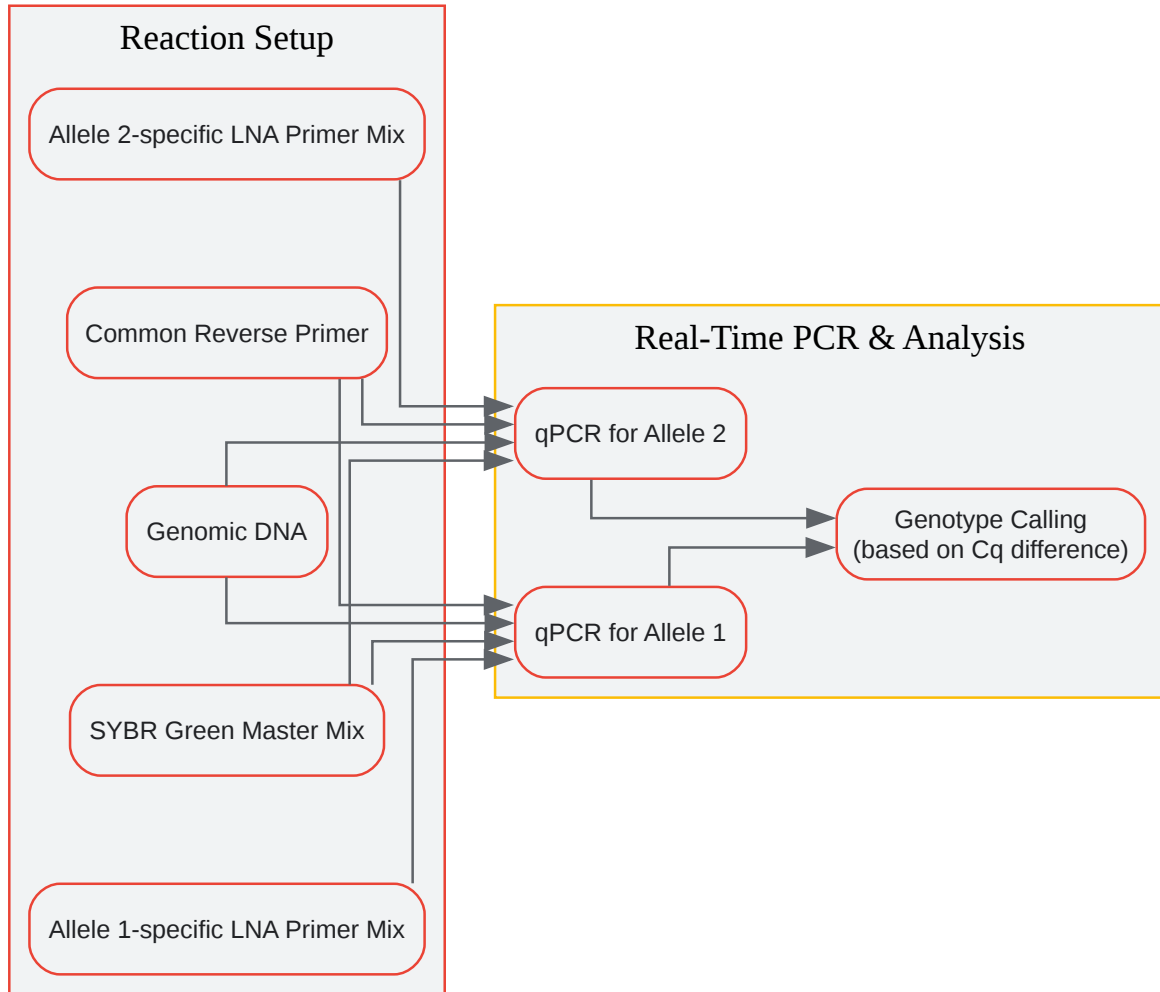 Reaction Setup
Allele 2-specific LNA Primer Mix
Common Reverse Primer
Genomic DNA
SYBR Green Master Mix
Allele 1-specific LNA Primer Mix
Real-Time PCR & Analysis
qPCR for Allele 2
qPCR for Allele 1
Genotype Calling
(based on Cq difference)